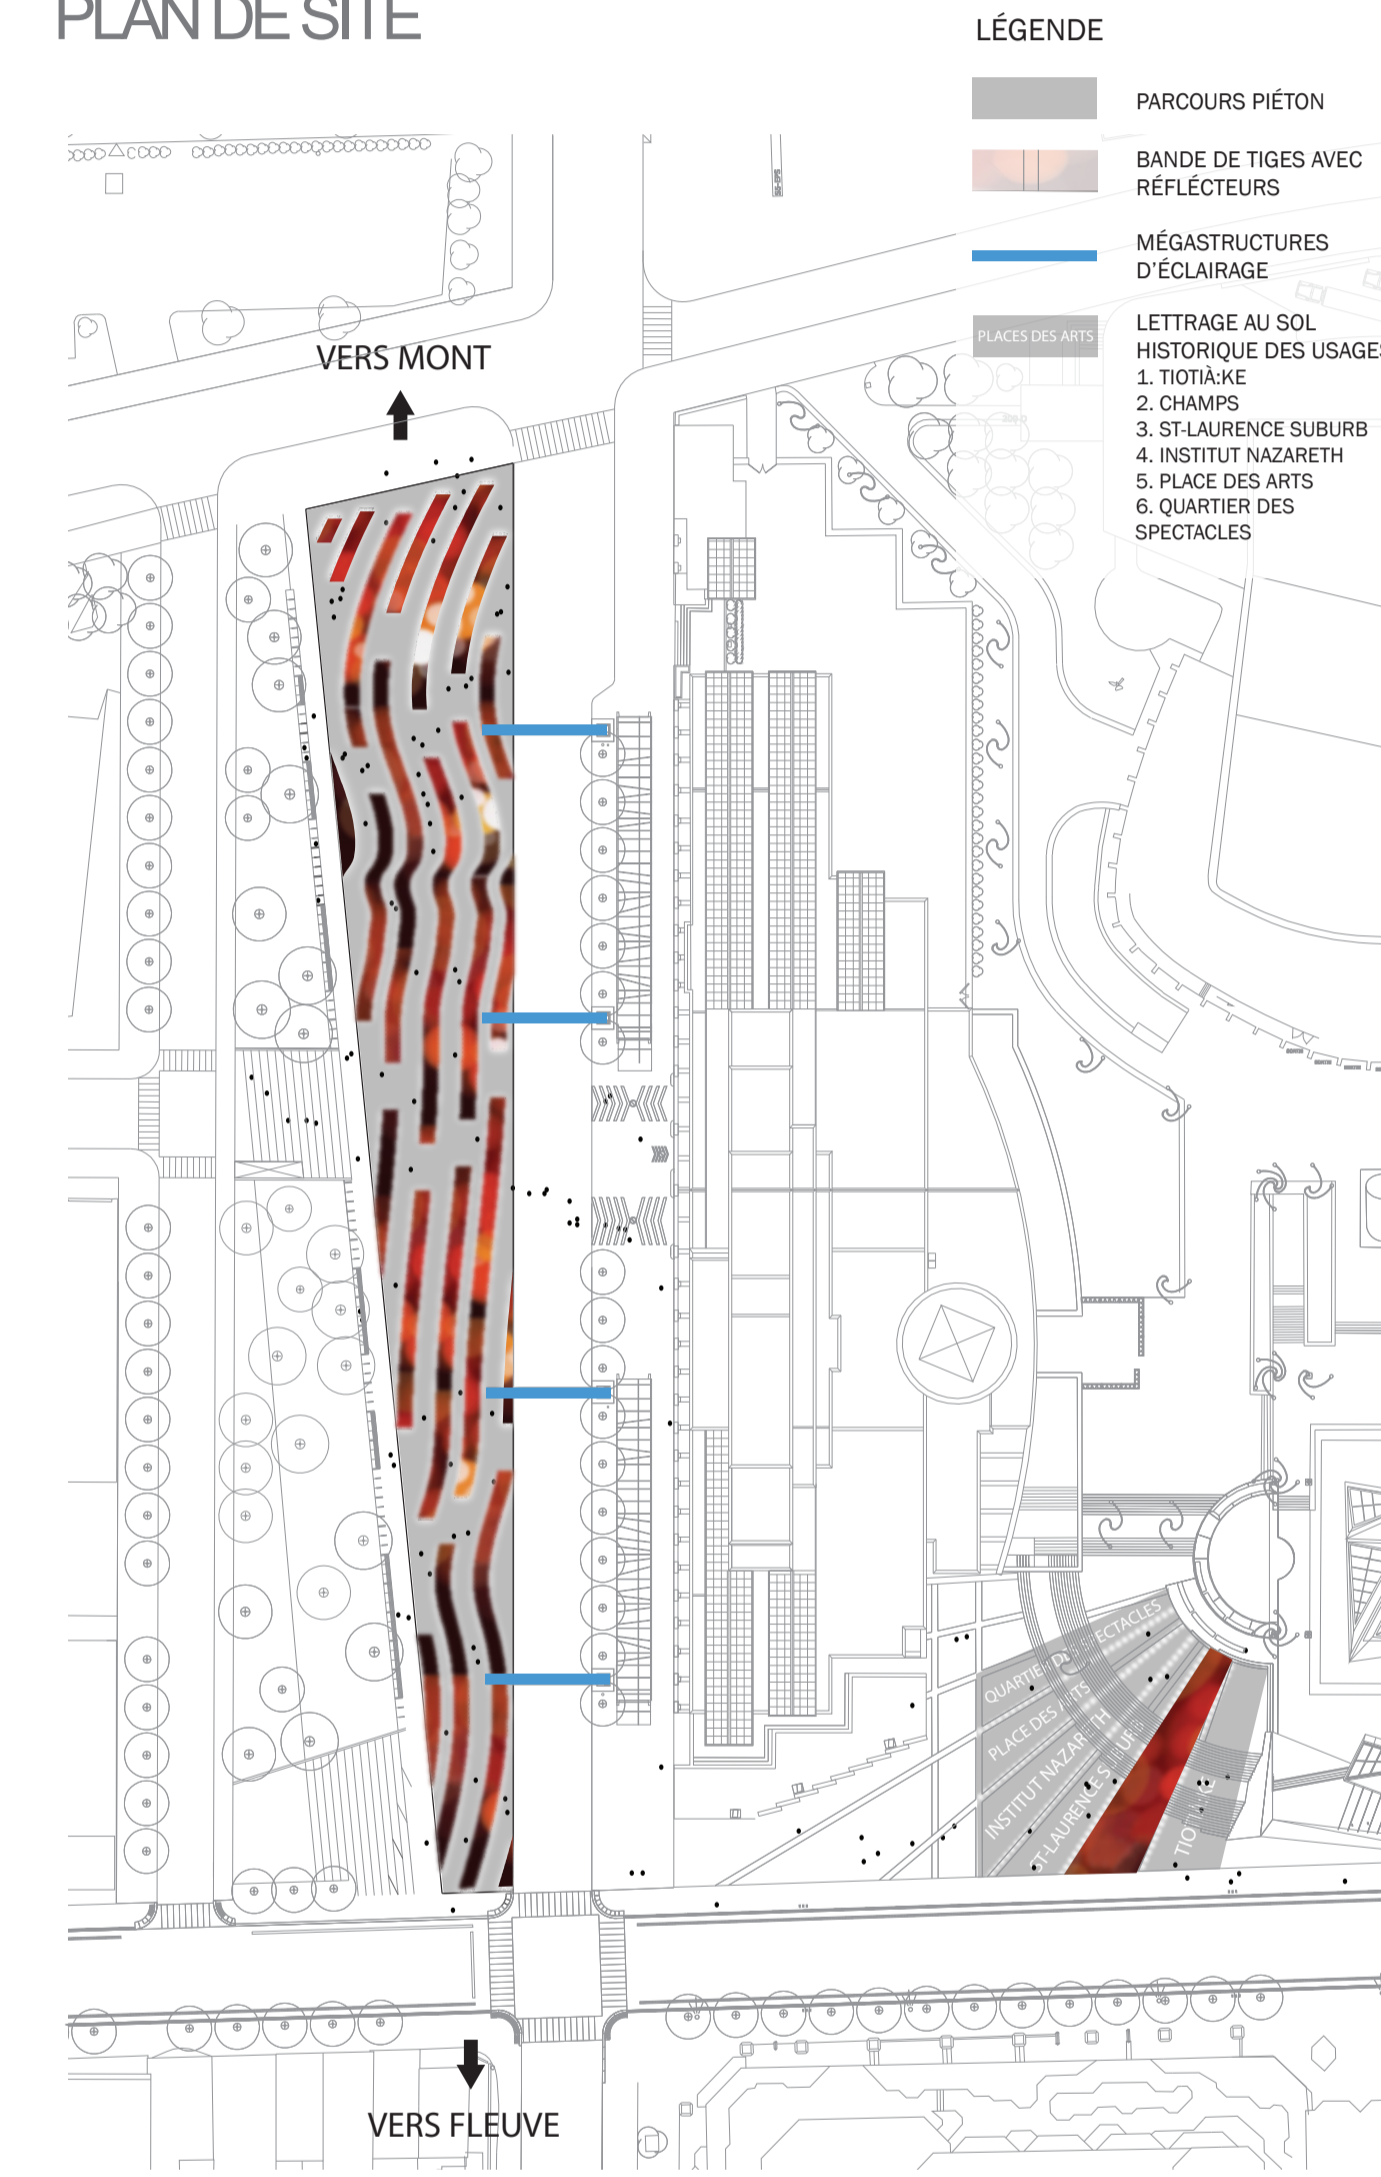 PLAN DE SITE
LÉGENDE
PARCOURS PIÉTON
BANDE DE TIGES AVEC
RÉFLÉCTEURS
MÉGASTRUCTURES
D'ÉCLAIRAGE
PLACES DES ARTS
LETTRAGE AU SOL
HISTORIQUE DES USAGES
1. TIOTIÀ:KE
2. CHAMPS
3. ST-LAURENCE SUBURB
4. INSTITUT NAZARETH
5. PLACE DES ARTS
6. QUARTIER DES
SPECTACLES
VERS MONT
QUARTIER DES SPECTACLES
PLACE DES ARTS
INSTITUT NAZARETH
ST-LAURENCE SUBURB
VERS FLEUVE